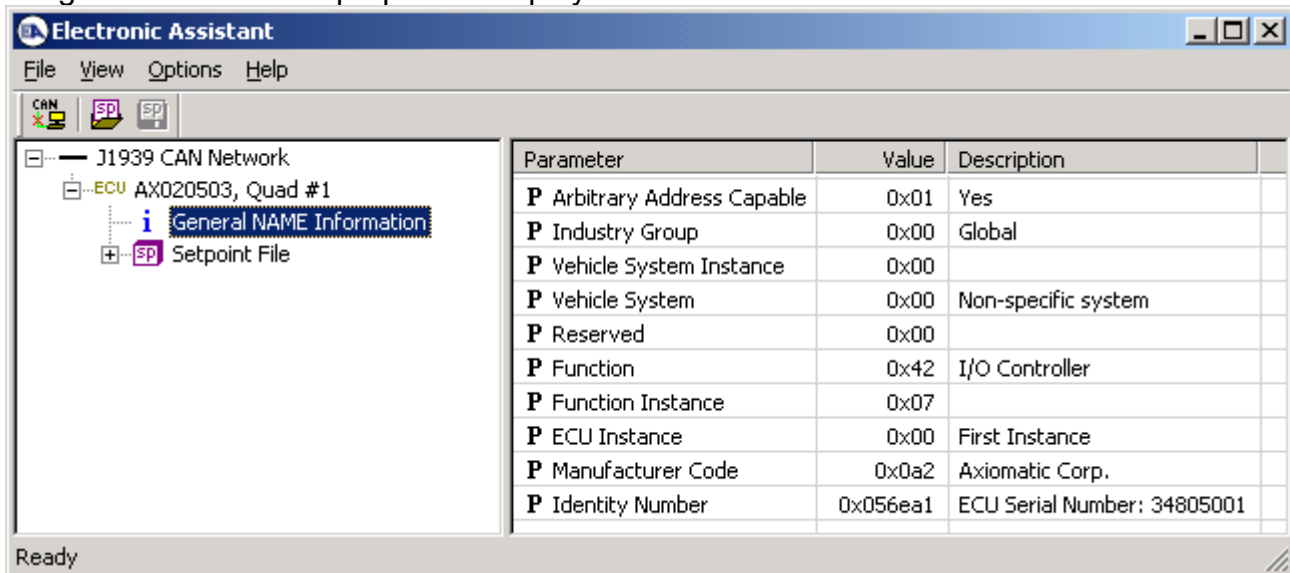 Electronic Assistant
File View Options Help
CAN SP SP
J1939 CAN Network
ECU AX020503, Quad #1
i General NAME Information
SP Setpoint File
Parameter Value Description
P Arbitrary Address Capable 0x01 Yes
P Industry Group 0x00 Global
P Vehicle System Instance 0x00
P Vehicle System 0x00 Non-specific system
P Reserved 0x00
P Function 0x42 I/O Controller
P Function Instance 0x07
P ECU Instance 0x00 First Instance
P Manufacturer Code 0x0a2 Axiomatic Corp.
P Identity Number 0x056ea1 ECU Serial Number: 34805001
Ready